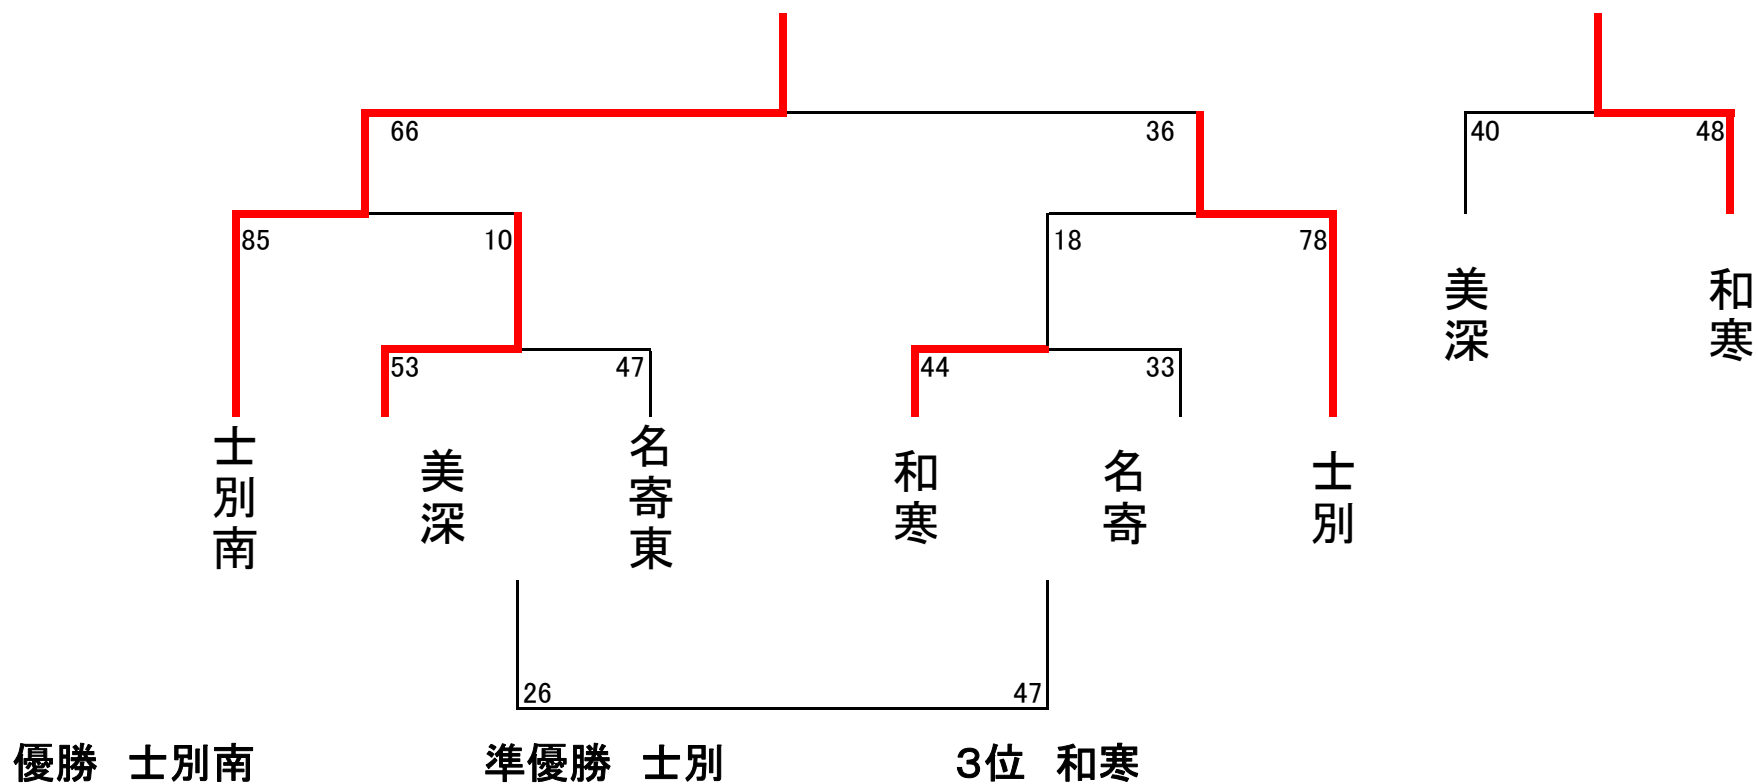 66 36 40 48
85 10 18 78
53 47 44 33
士別南
美深
名寄東
和寒
名寄
士別
美深
和寒
26 47
優勝 士別南 準優勝 士別 3位 和寒